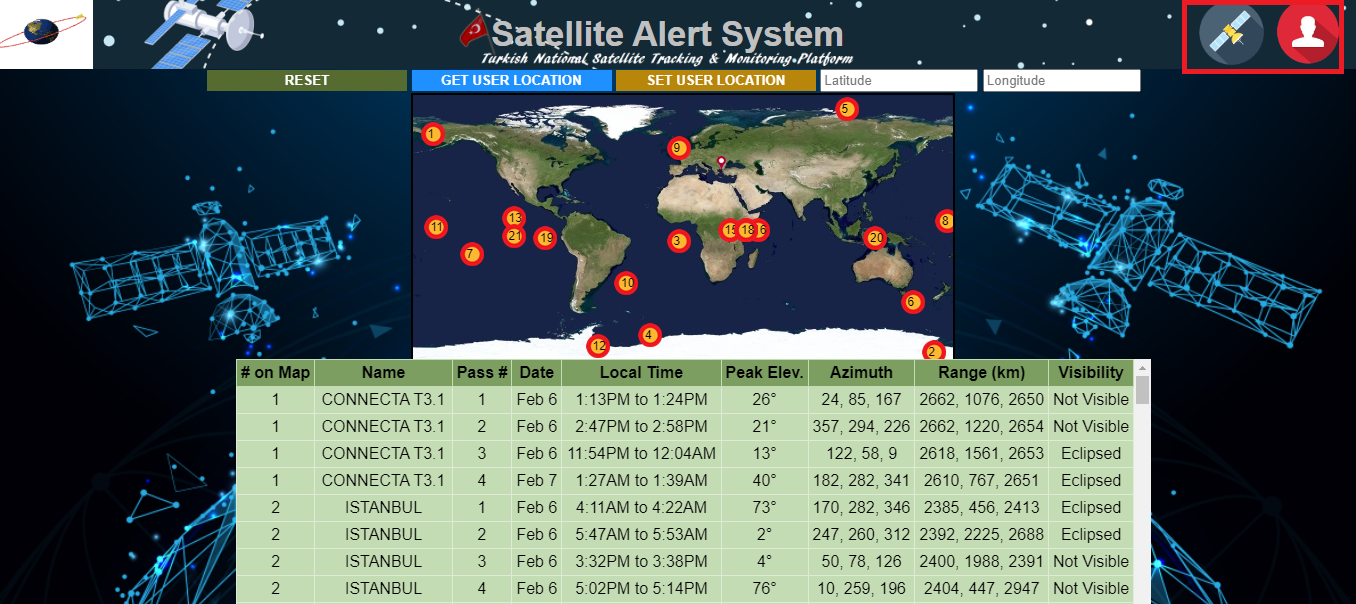 Satellite Alert System
Turkish National Satellite Tracking & Monitoring Platform
RESET GET USER LOCATION SET USER LOCATION Latitude Longitude
5
1
9
13
11 15 18 16 8
21 19 3 20
7
10
6
4
12 2
# on Map Name Pass # Date Local Time Peak Elev. Azimuth Range (km) Visibility
1 CONNECTA T3.1 1 Feb 6 1:13PM to 1:24PM 26° 24, 85, 167 2662, 1076, 2650 Not Visible
1 CONNECTA T3.1 2 Feb 6 2:47PM to 2:58PM 21° 357, 294, 226 2662, 1220, 2654 Not Visible
1 CONNECTA T3.1 3 Feb 6 11:54PM to 12:04AM 13° 122, 58, 9 2618, 1561, 2653 Eclipsed
1 CONNECTA T3.1 4 Feb 7 1:27AM to 1:39AM 40° 182, 282, 341 2610, 767, 2651 Eclipsed
2 ISTANBUL 1 Feb 6 4:11AM to 4:22AM 73° 170, 282, 346 2385, 456, 2413 Eclipsed
2 ISTANBUL 2 Feb 6 5:47AM to 5:53AM 2° 247, 260, 312 2392, 2225, 2688 Eclipsed
2 ISTANBUL 3 Feb 6 3:32PM to 3:38PM 4° 50, 78, 126 2400, 1988, 2391 Not Visible
2 ISTANBUL 4 Feb 6 5:02PM to 5:14PM 76° 10, 259, 196 2404, 447, 2947 Not Visible